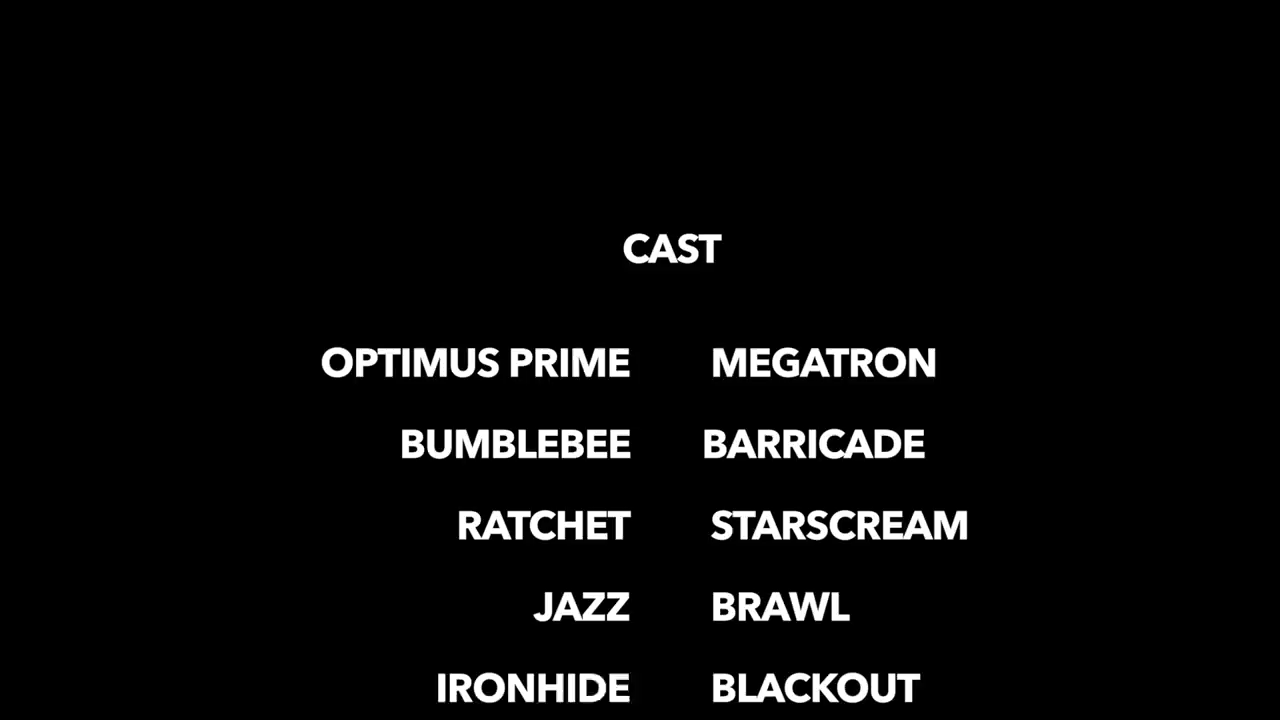 CAST
OPTIMUS PRIME MEGATRON
BUMBLEBEE BARRICADE
RATCHET STARSCREAM
JAZZ BRAWL
IRONHIDE BLACKOUT